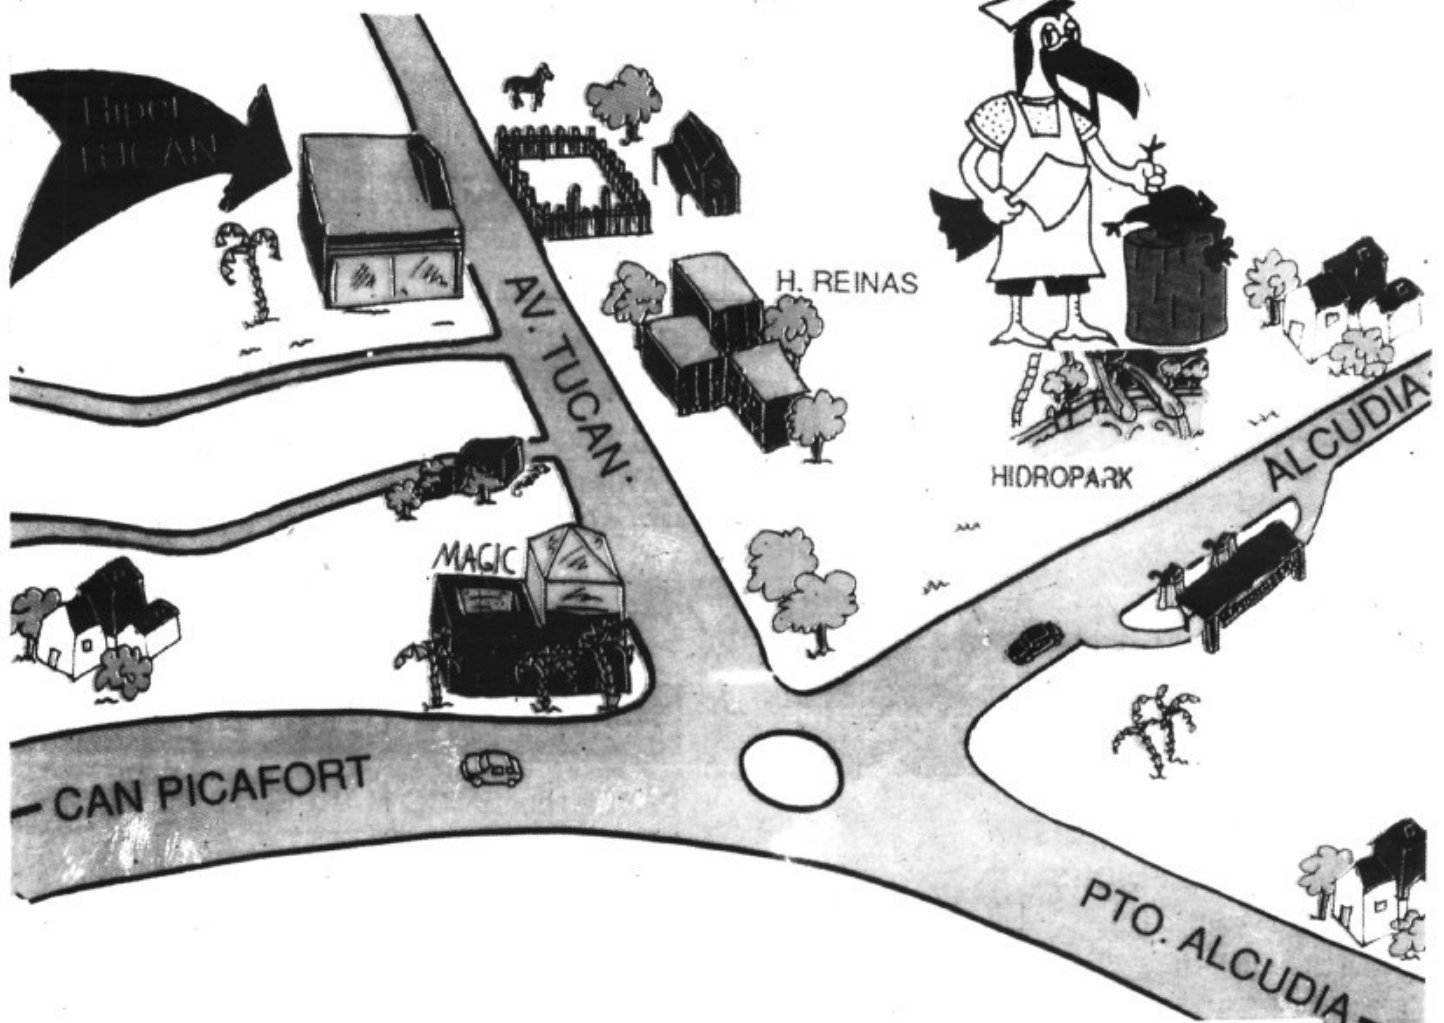 Hiper
TUCAN
AV. TUCAN
H. REINAS
HIDROPARK
ALCUDIA
MAGIC
CAN PICAFORT
PTO. ALCUDIA